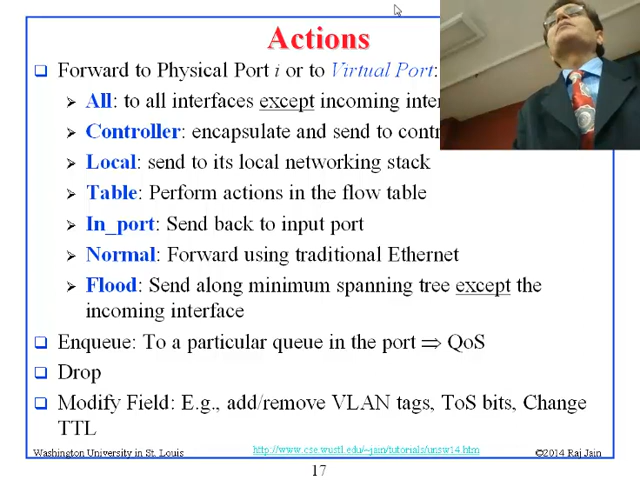 Actions
Forward to Physical Port i or to Virtual Port:
All: to all interfaces except incoming
Controller: encapsulate and send to
Local: send to its local networking stack
Table: Perform actions in the flow table
In_port: Send back to input port
Normal: Forward using traditional Ethernet
Flood: Send along minimum spanning tree except the
incoming interface
Enqueue: To a particular queue in the port ⇒ QoS
Drop
Modify Field: E.g., add/remove VLAN tags, ToS bits, Change
TTL
Washington University in St. Louis
http://www.cse.wustl.edu/~jain/tutorials/unsw14.htm
©2014 Raj Jain
17